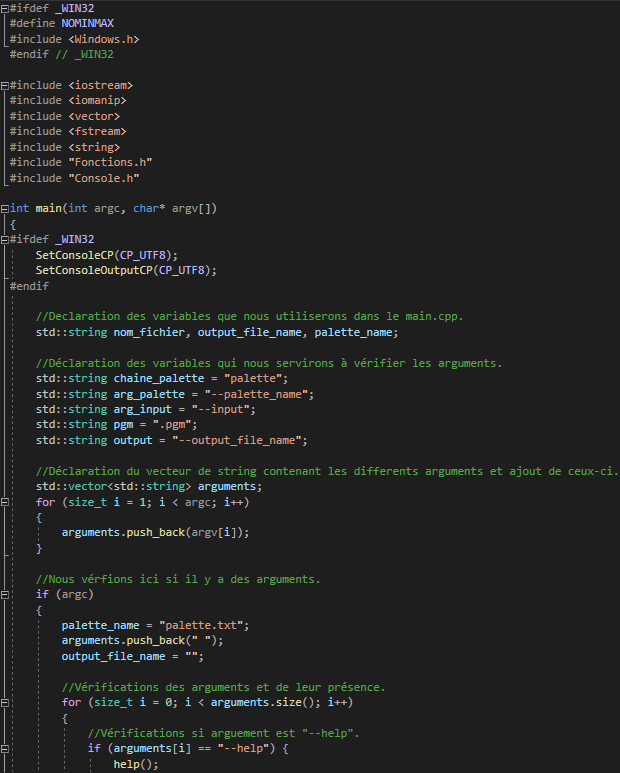 #ifdef _WIN32
#define NOMINMAX
#include <Windows.h>
#endif // _WIN32
#include <iostream>
#include <iomanip>
#include <vector>
#include <fstream>
#include <string>
#include "Fonctions.h"
#include "Console.h"
int main(int argc, char* argv[])
{
#ifdef _WIN32
SetConsoleCP(CP_UTF8);
SetConsoleOutputCP(CP_UTF8);
#endif
//Declaration des variables que nous utiliserons dans le main.cpp.
std::string nom_fichier, output_file_name, palette_name;
//Déclaration des variables qui nous servirons à vérifier les arguments.
std::string chaine_palette = "palette";
std::string arg_palette = "--palette_name";
std::string arg_input = "--input";
std::string pgm = ".pgm";
std::string output = "--output_file_name";
//Déclaration du vecteur de string contenant les differents arguments et ajout de ceux-ci.
std::vector<std::string> arguments;
for (size_t i = 1; i < argc; i++)
{
arguments.push_back(argv[i]);
}
//Nous vérfions ici si il y a des arguments.
if (argc)
{
palette_name = "palette.txt";
arguments.push_back(" ");
output_file_name = "";
//Vérifications des arguments et de leur présence.
for (size_t i = 0; i < arguments.size(); i++)
{
//Vérifications si arguement est "--help".
if (arguments[i] == "--help") {
help();